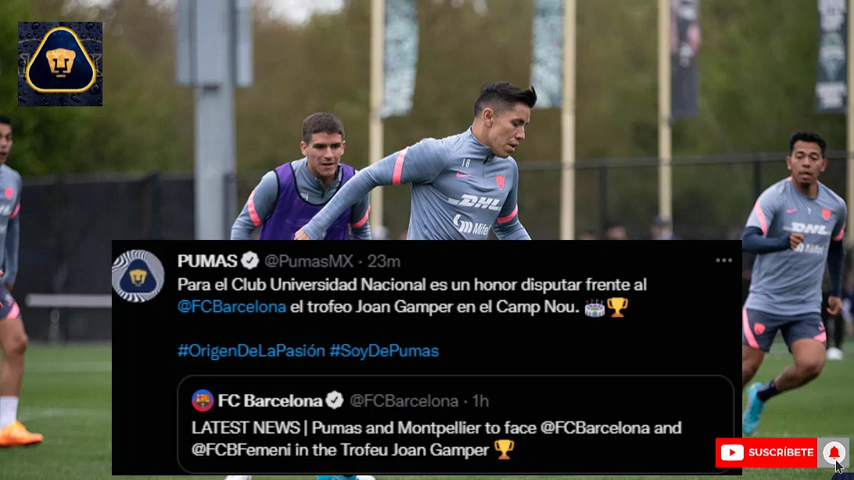 18
DHL
Mifel
DHL
PUMAS @PumasMX · 23m
Para el Club Universidad Nacional es un honor disputar frente al
@FCBarcelona el trofeo Joan Gamper en el Camp Nou. 🎂🏆
#OrigenDeLaPasión #SoyDePumas
FC Barcelona @FCBarcelona · 1h
LATEST NEWS | Pumas and Montpellier to face @FCBarcelona and
@FCBFemeni in the Trofeu Joan Gamper 🏆
SUSCRÍBETE